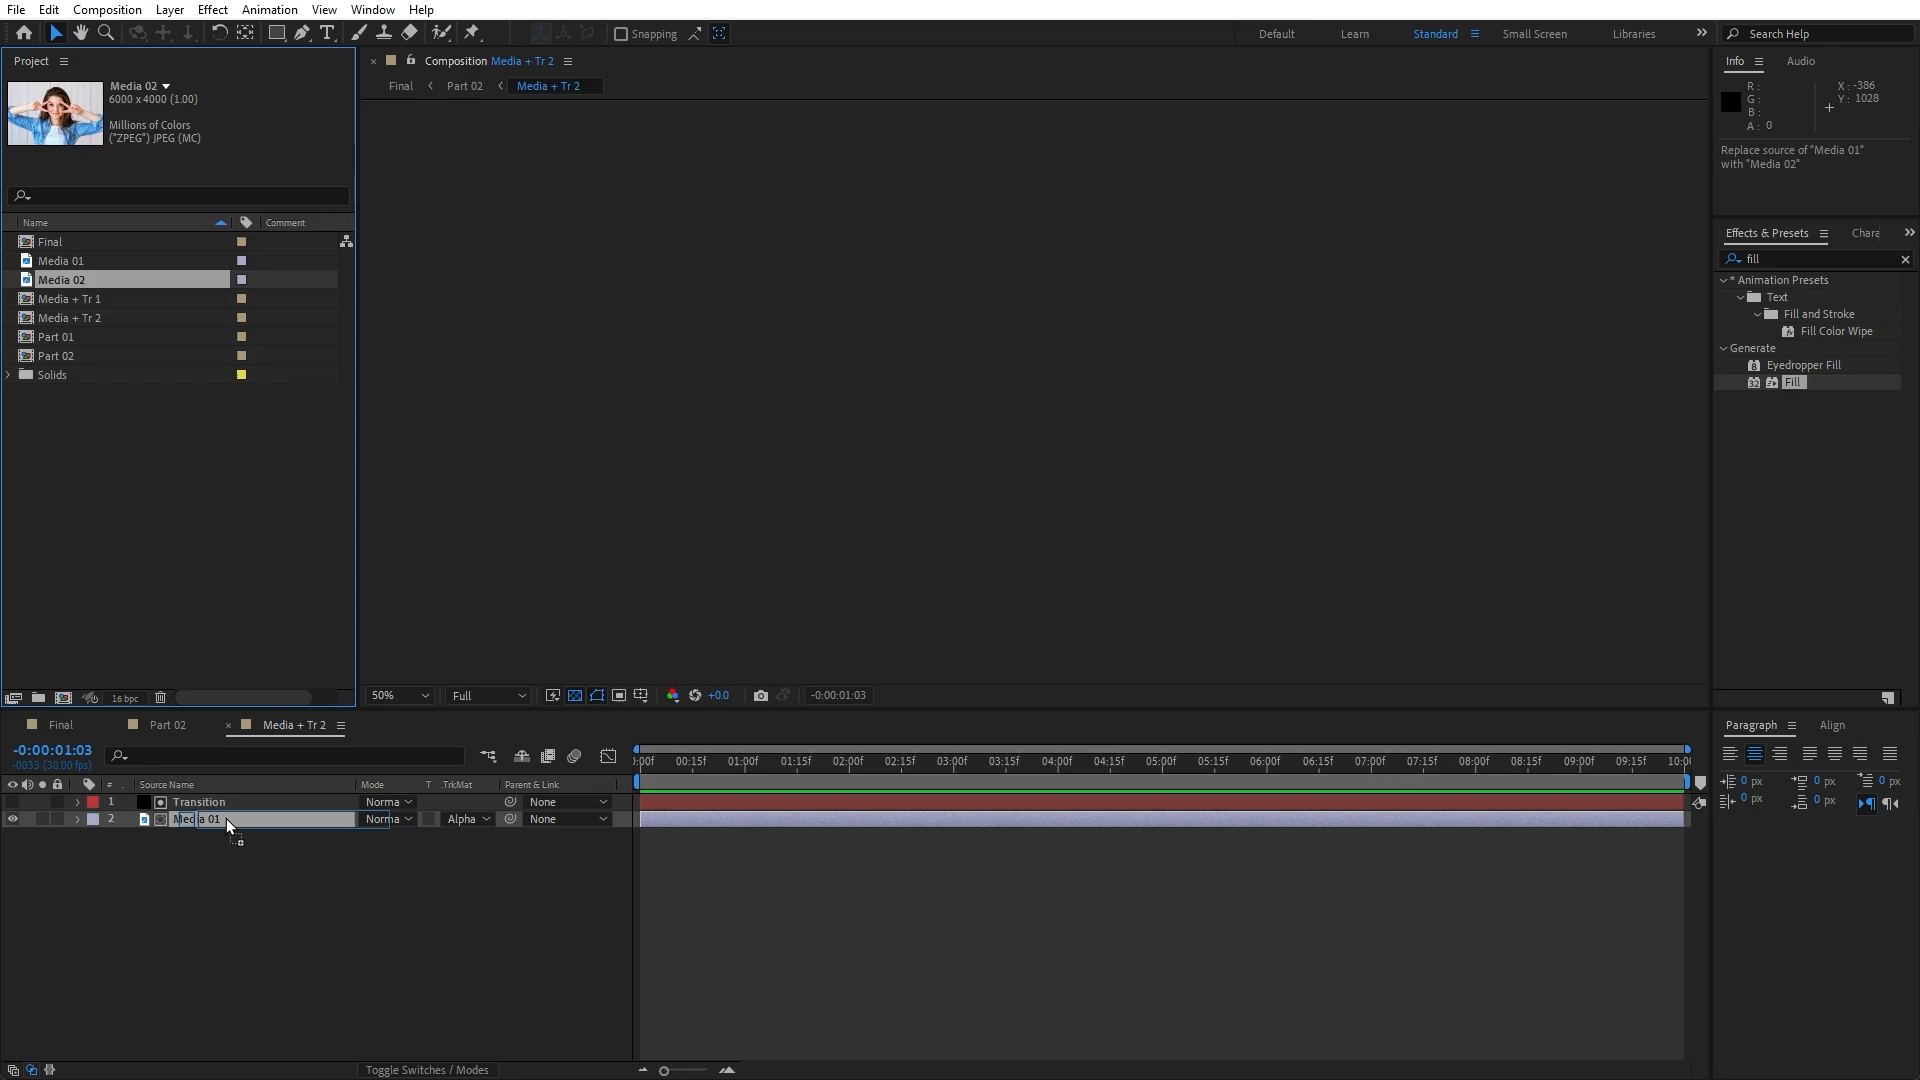 File Edit Composition Layer Effect Animation View Window Help
Snapping
Default Learn Standard Small Screen Libraries
Search Help
Project
Media 02
6000 x 4000 (1.00)
Millions of Colors
("ZPEG") JPEG (MC)
Name Comment
Final
Media 01
Media 02
Media + Tr 1
Media + Tr 2
Part 01
Part 02
Solids
16 bpc
Composition Media + Tr 2
Final Part 02 Media + Tr 2
50% Full +0.0 -0:00:01:03
Info Audio
R : X : -386
G : Y : 1028
B :
A : 0
Replace source of "Media 01"
with "Media 02"
Effects & Presets Chara
fill
* Animation Presets
Text
Fill and Stroke
Fill Color Wipe
Generate
Eyedropper Fill
32 Fill
Final Part 02 Media + Tr 2
-0:00:01:03
-0033 (30.00 fps)
# . Source Name Mode T .TrkMat Parent & Link
1 Transition Norma None
2 Media 01 Norma Alpha None
:00f 00:15f 01:00f 01:15f 02:00f 02:15f 03:00f 03:15f 04:00f 04:15f 05:00f 05:15f 06:00f 06:15f 07:00f 07:15f 08:00f 08:15f 09:00f 09:15f 10:00
Toggle Switches / Modes
Paragraph Align
0 px 0 px 0 px
0 px 0 px